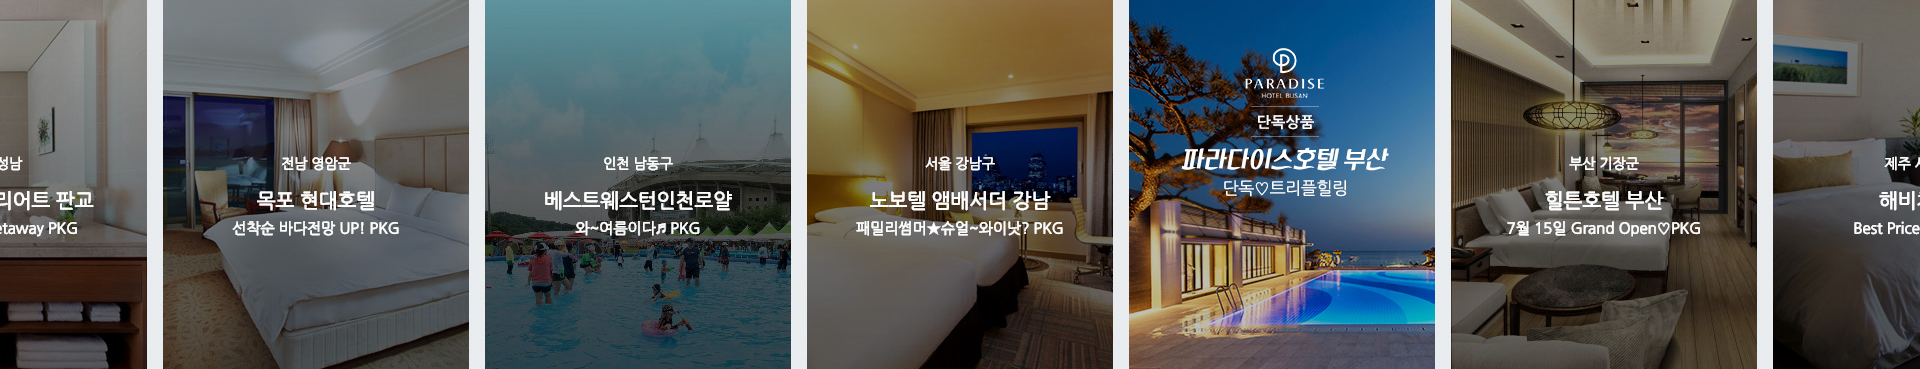 성남
리어트 판교
etaway PKG
전남 영암군
목포 현대호텔
선착순 바다전망 UP! PKG
인천 남동구
베스트웨스턴인천로얄
와~여름이다♬ PKG
서울 강남구
노보텔 앰배서더 강남
패밀리썸머★슈얼~와이낫? PKG
PARADISE
HOTEL BUSAN
단독상품
파라다이스호텔 부산
단독♡트리플힐링
부산 기장군
힐튼호텔 부산
7월 15일 Grand Open♡PKG
제주
해비
Best Price